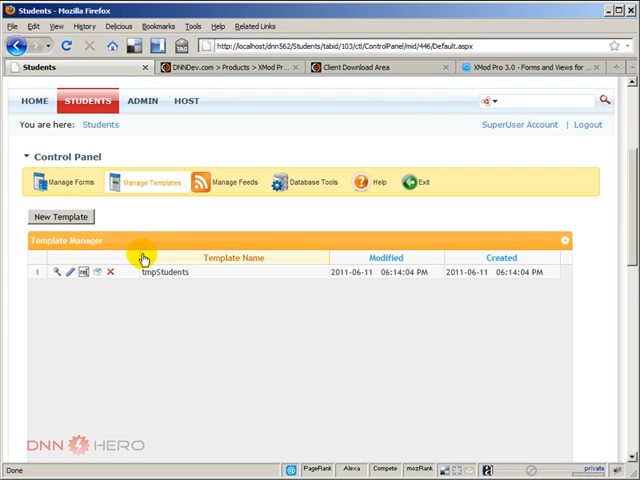 Students - Mozilla Firefox
File Edit View History Delicious Bookmarks Tools Help Related Links
http://localhost/dnn562/Students/tabid/103/ctl/ControlPanel/mid/446/Default.aspx
Students
DNNDev.com > Products > XMod Pr...
Client Download Area
XMod Pro 3.0 - Forms and Views for ...
HOME STUDENTS ADMIN HOST
You are here: Students
SuperUser Account | Logout
Control Panel
Manage Forms Manage Templates Manage Feeds Database Tools Help Exit
New Template
Template Manager
Template Name Modified Created
1 tmpStudents 2011-06-11 06:14:04 PM 2011-06-11 06:14:04 PM
DNN HERO
Done PageRank Alexa Compete mozRank private